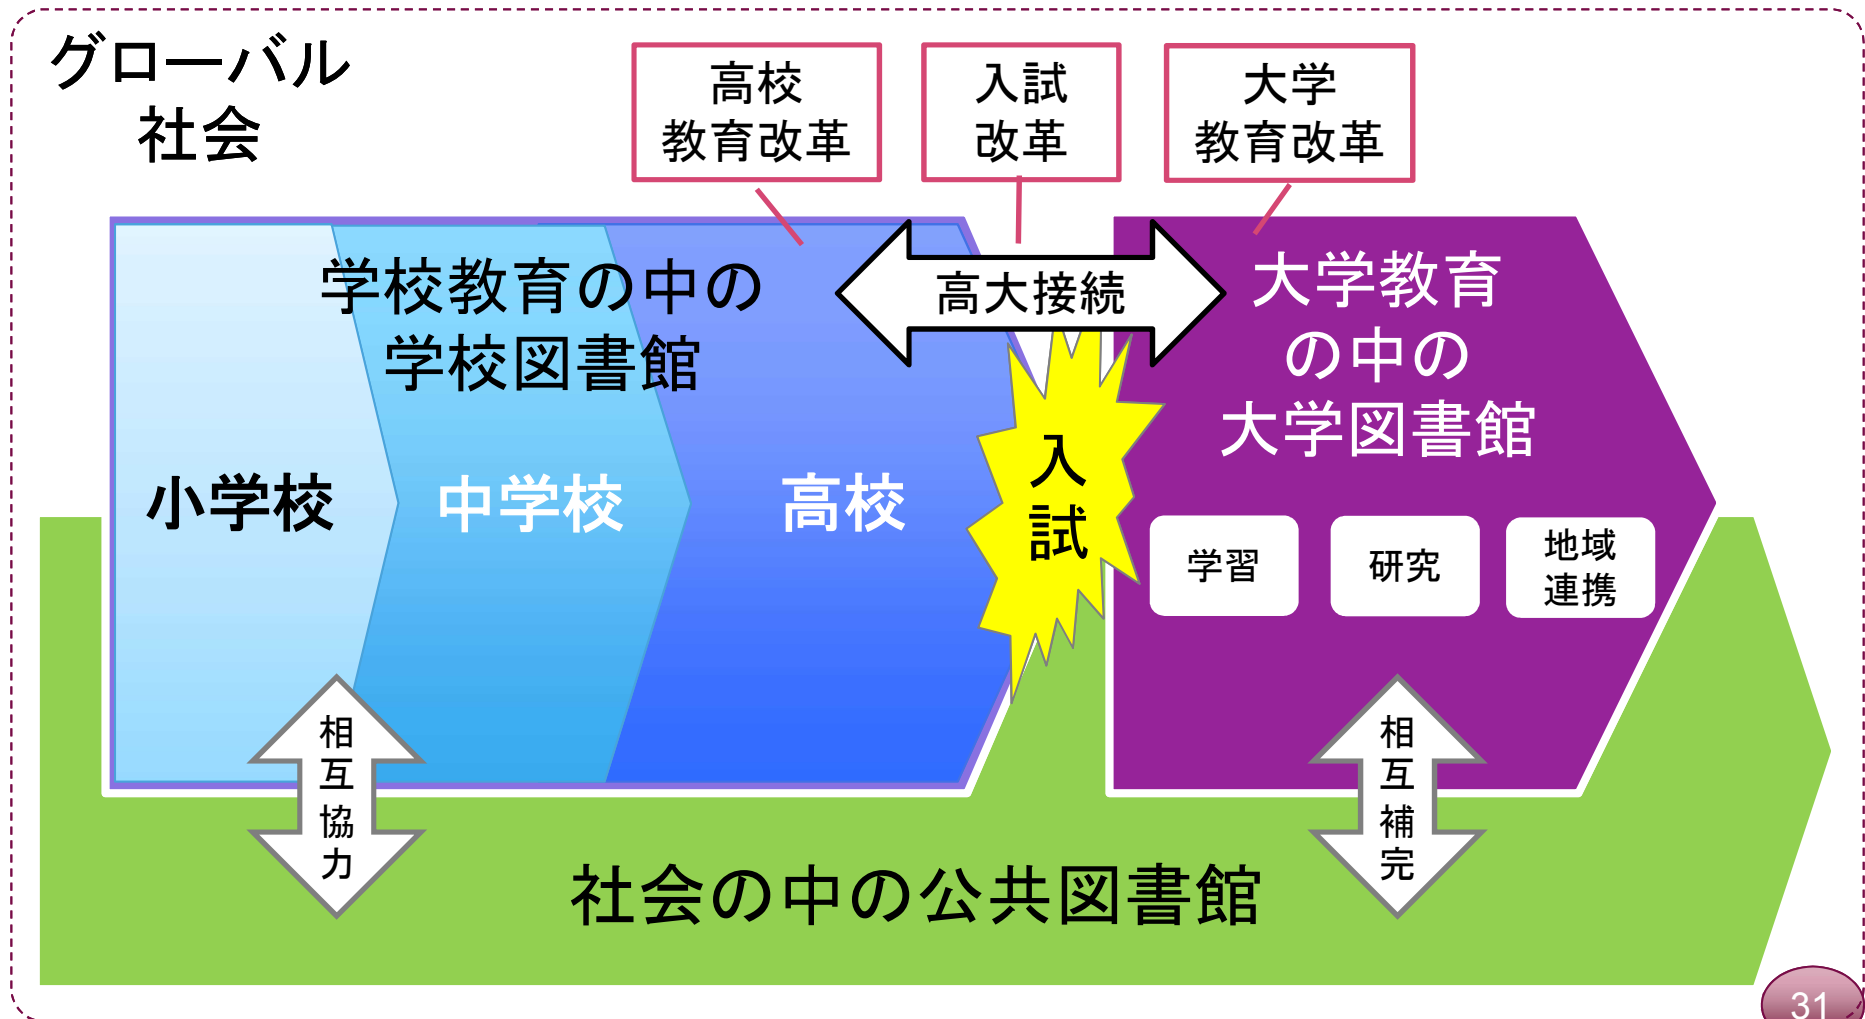 グローバル
社会
高校
教育改革
入試
改革
大学
教育改革
学校教育の中の
学校図書館
高大接続
大学教育
の中の
大学図書館
小学校
中学校
高校
入
試
学習
研究
地域
連携
相
互
協
力
相
互
補
完
社会の中の公共図書館
31